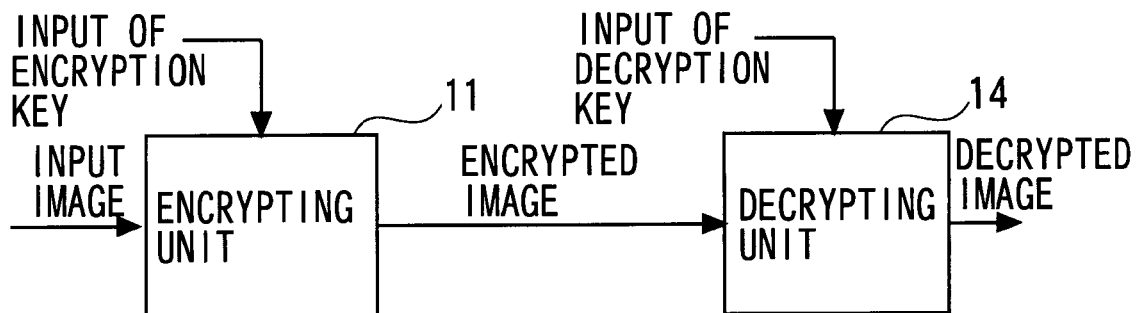 INPUT OF
ENCRYPTION
KEY
INPUT
IMAGE
11
ENCRYPTING
UNIT
ENCRYPTED
IMAGE
INPUT OF
DECRYPTION
KEY
14
DECRYPTING
UNIT
DECRYPTED
IMAGE